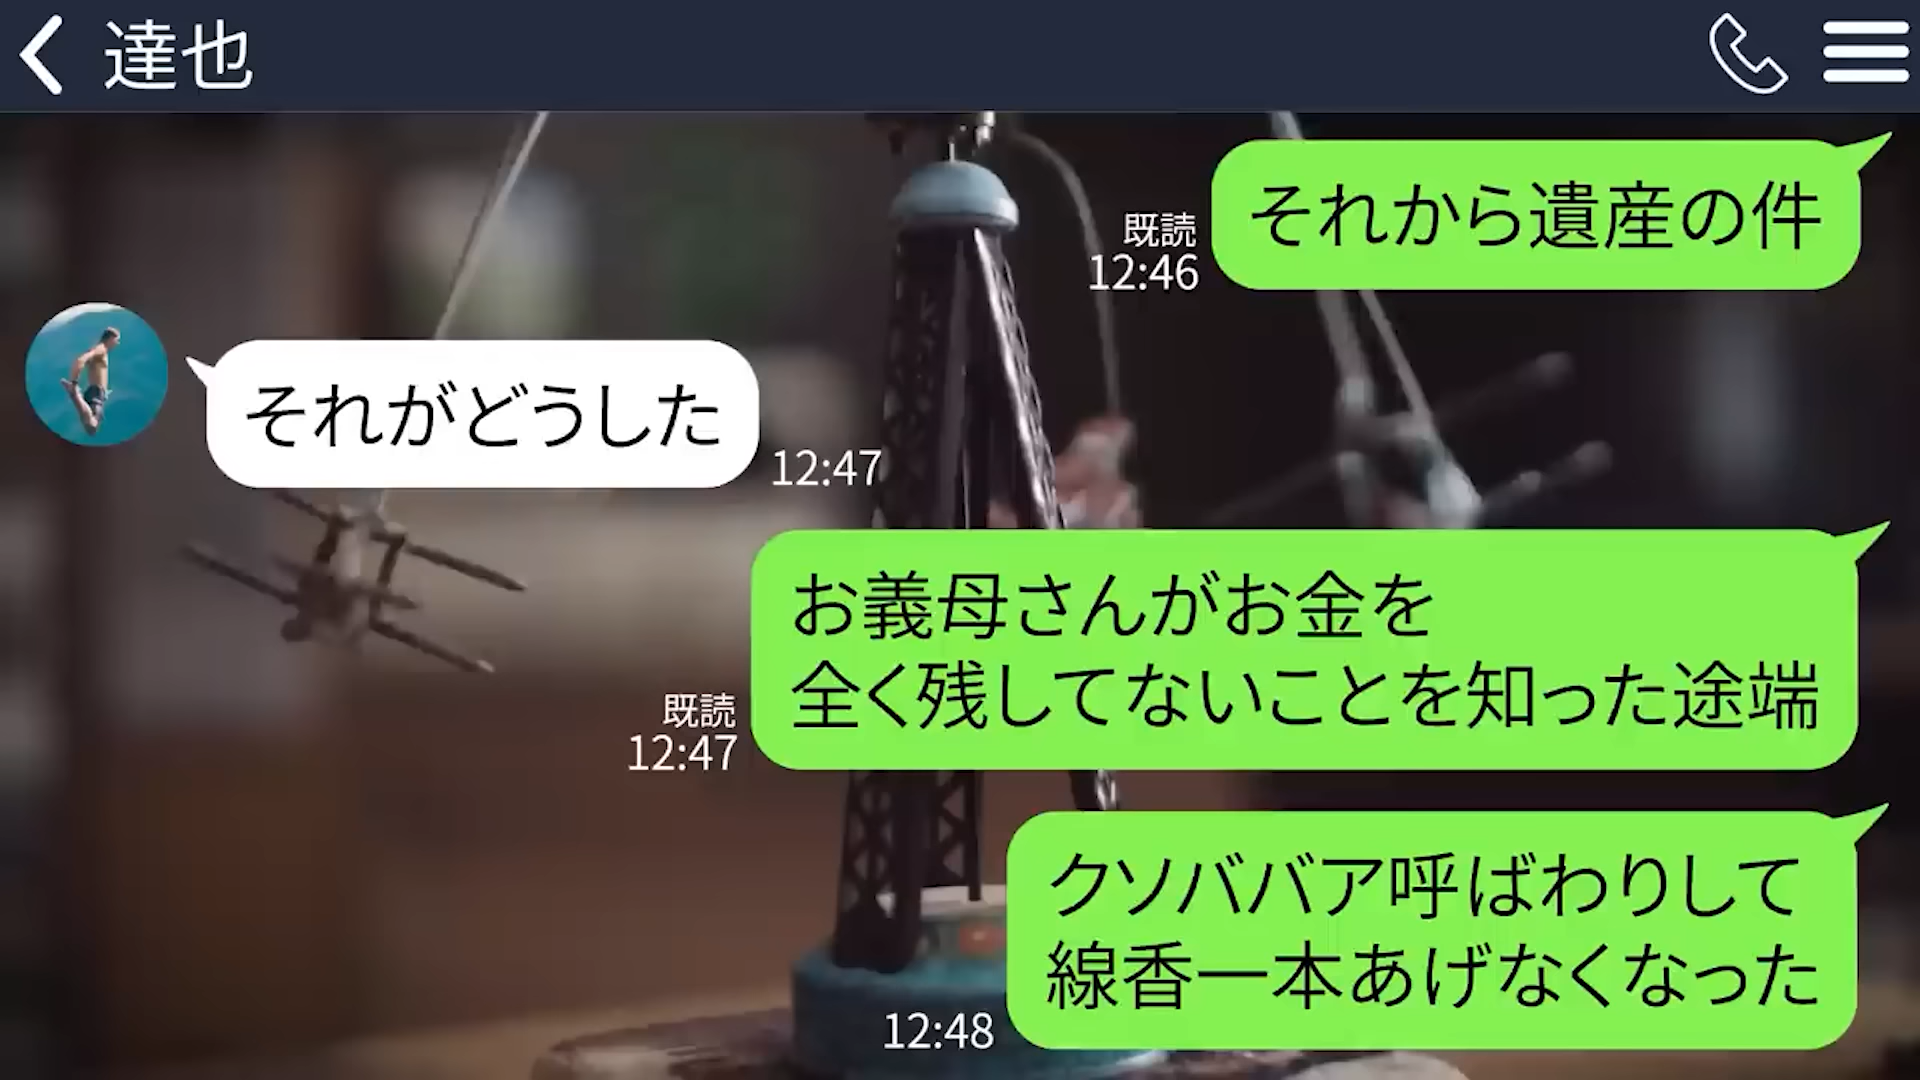 達也
それから遺産の件
既読
12:46
それがどうした
12:47
お義母さんがお金を
全く残してないことを知った途端
既読
12:47
クソババア呼ばわりして
線香一本あげなくなった
12:48